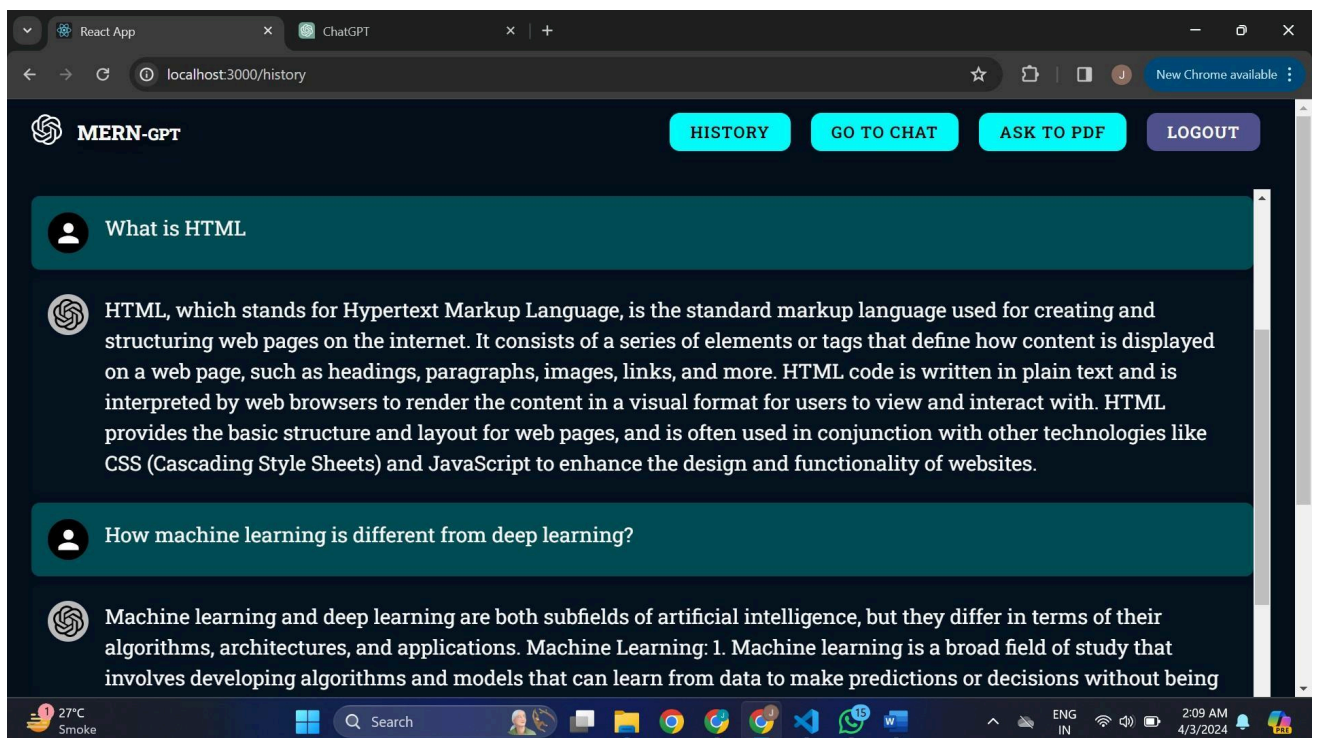 React App
ChatGPT
localhost:3000/history
J
New Chrome available
MERN-GPT
HISTORY
GO TO CHAT
ASK TO PDF
LOGOUT
What is HTML
HTML, which stands for Hypertext Markup Language, is the standard markup language used for creating and
structuring web pages on the internet. It consists of a series of elements or tags that define how content is displayed
on a web page, such as headings, paragraphs, images, links, and more. HTML code is written in plain text and is
interpreted by web browsers to render the content in a visual format for users to view and interact with. HTML
provides the basic structure and layout for web pages, and is often used in conjunction with other technologies like
CSS (Cascading Style Sheets) and JavaScript to enhance the design and functionality of websites.
How machine learning is different from deep learning?
Machine learning and deep learning are both subfields of artificial intelligence, but they differ in terms of their
algorithms, architectures, and applications. Machine Learning: 1. Machine learning is a broad field of study that
involves developing algorithms and models that can learn from data to make predictions or decisions without being
1
27°C
Smoke
Search
15
W
ENG
IN
2:09 AM
4/3/2024
PRE